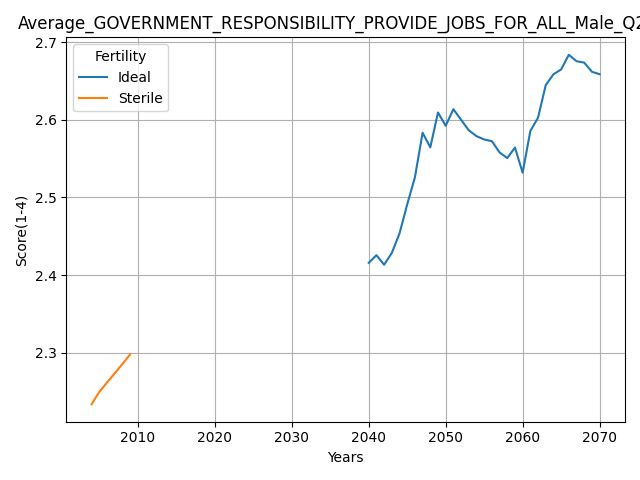 Average_GOVERNMENT_RESPONSIBILITY_PROVIDE_JOBS_FOR_ALL_Male_Q2
Fertility
Ideal
Sterile
2.7
2.6
2.5
2.4
2.3
Score(1-4)
2010 2020 2030 2040 2050 2060 2070
Years